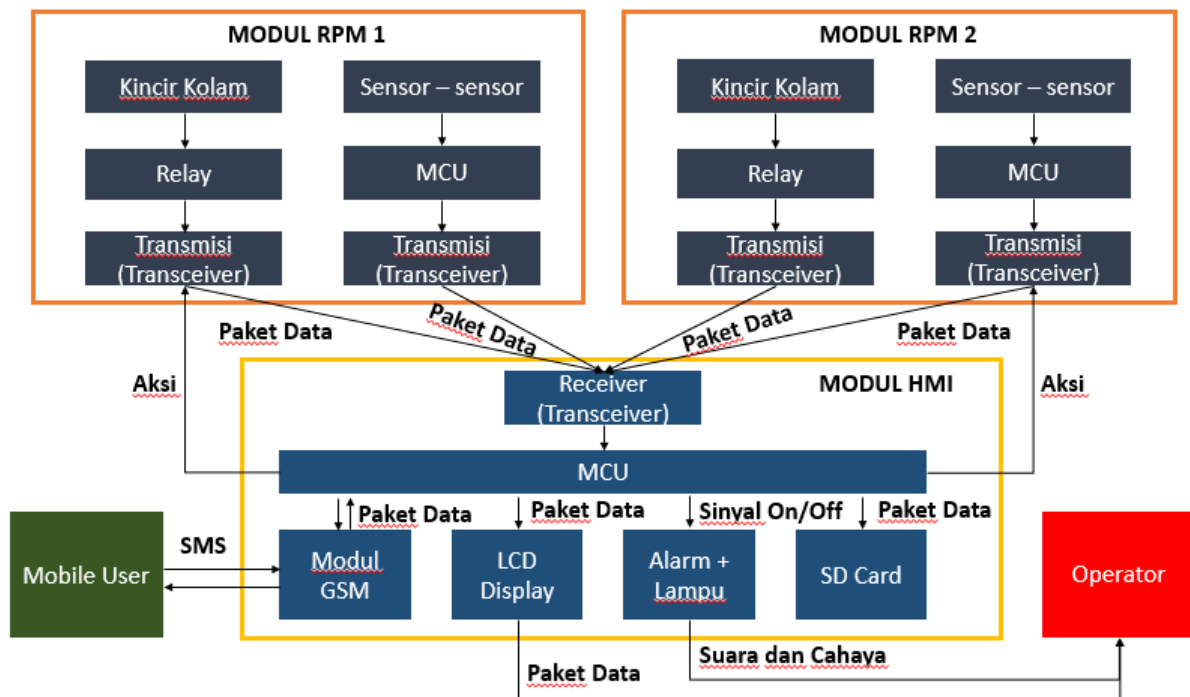 MODUL RPM 1
Kincir Kolam
Sensor – sensor
Relay
MCU
Transmisi
(Transceiver)
Transmisi
(Transceiver)
MODUL RPM 2
Kincir Kolam
Sensor – sensor
Relay
MCU
Transmisi
(Transceiver)
Transmisi
(Transceiver)
Paket Data
Paket Data
Paket Data
Paket Data
Aksi
Aksi
MODUL HMI
Receiver
(Transceiver)
MCU
Paket Data
Paket Data
Sinyal On/Off
Paket Data
Mobile User
SMS
Modul
GSM
LCD
Display
Alarm +
Lampu
SD Card
Operator
Suara dan Cahaya
Paket Data